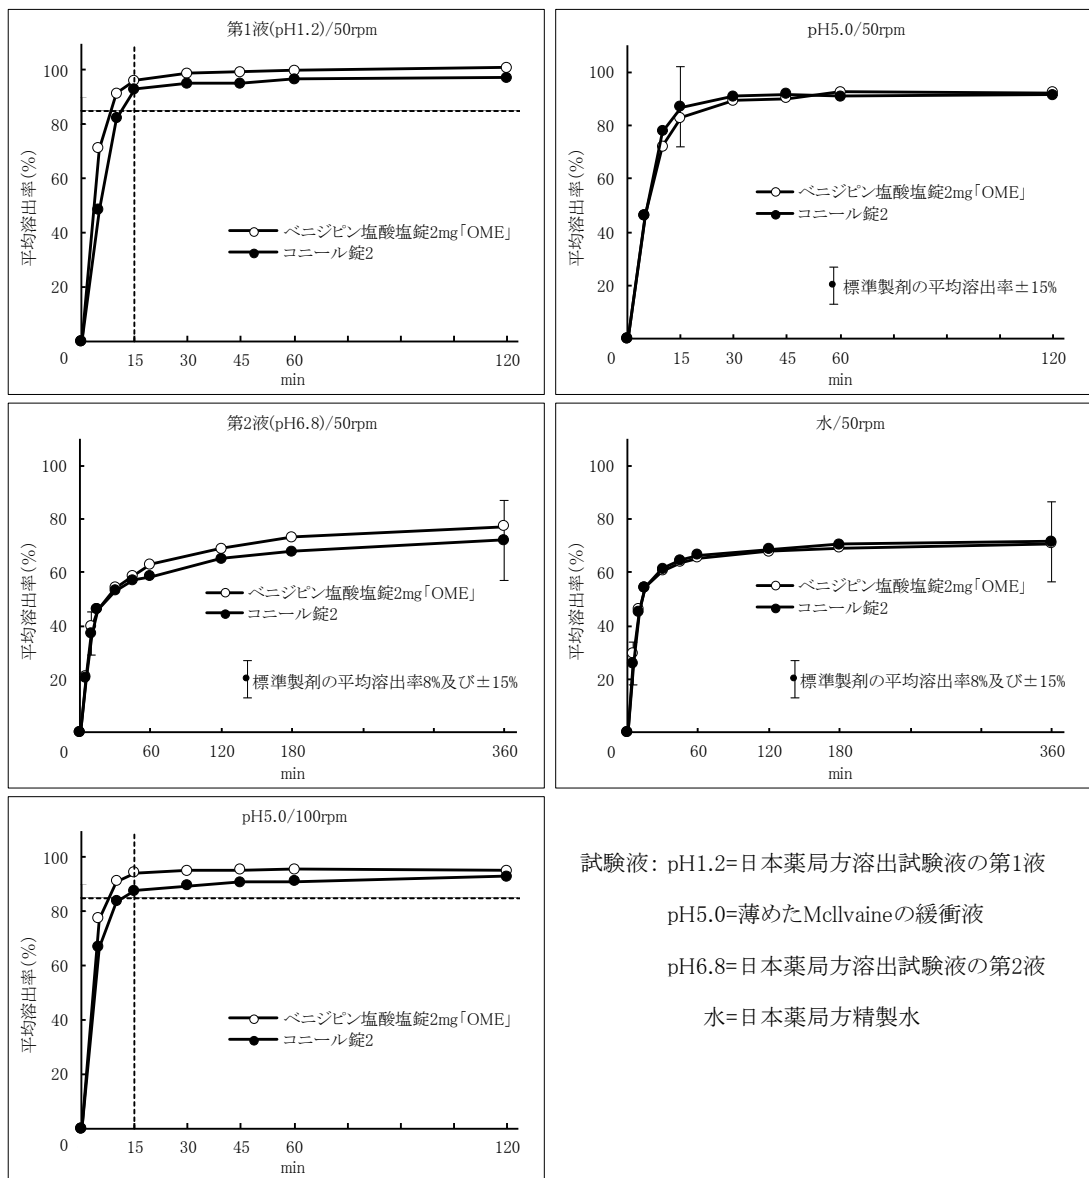 第1液(pH1.2)/50rpm
平均溶出率(%)
100
80
60
40
20
0
15
30
45
60
120
min
ベニジピン塩酸塩錠2mg「OME」
コニール錠2
pH5.0/50rpm
平均溶出率(%)
100
80
60
40
20
0
15
30
45
60
120
min
ベニジピン塩酸塩錠2mg「OME」
コニール錠2
標準製剤の平均溶出率±15%
第2液(pH6.8)/50rpm
平均溶出率(%)
100
80
60
40
20
0
60
120
180
360
min
ベニジピン塩酸塩錠2mg「OME」
コニール錠2
標準製剤の平均溶出率8%及び±15%
水/50rpm
平均溶出率(%)
100
80
60
40
20
0
60
120
180
360
min
ベニジピン塩酸塩錠2mg「OME」
コニール錠2
標準製剤の平均溶出率8%及び±15%
pH5.0/100rpm
平均溶出率(%)
100
80
60
40
20
0
15
30
45
60
120
min
ベニジピン塩酸塩錠2mg「OME」
コニール錠2
試験液: pH1.2=日本薬局方溶出試験液の第1液
pH5.0=薄めたMcllvaineの緩衝液
pH6.8=日本薬局方溶出試験液の第2液
水=日本薬局方精製水